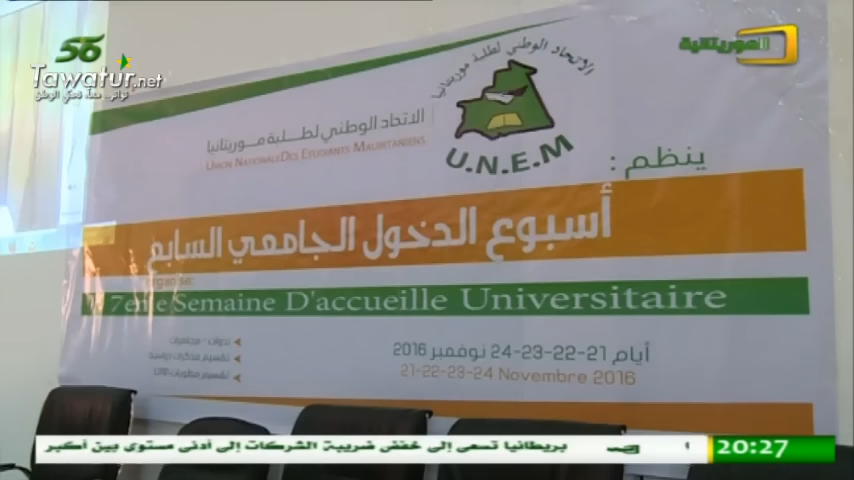 56
Tawatur.net
الموريتانية
الاتحاد الوطني لطلبة موريتانيا
U.N.E.M
الاتحاد الوطني لطلبة موريتانيا
UNION NATIONALE DES ETUDIANTS MAURITANIENS
ينظم :
أسبوع الدخول الجامعي السابع
organise:
7eme Semaine D'accueille Universitaire
أيام 21-22-23-24 نوفمبر 2016
21-22-23-24 Novembre 2016
ندوات - محاضرات
تقسيم مذكرات دراسية
تقسيم مطويات
بريطانيا تسعى إلى خفض ضريبة الشركات إلى أدنى مستوى بين أكبر
20:27